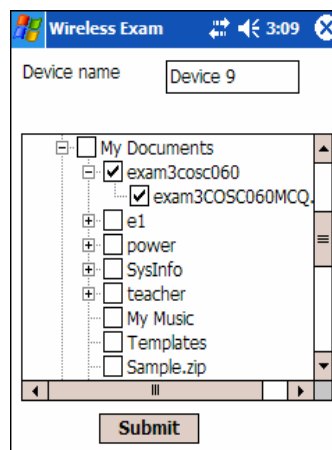 Wireless Exam 3:09
Device name Device 9
My Documents
exam3cosc060
exam3COSC060MCQ.
e1
power
SysInfo
teacher
My Music
Templates
Sample.zip
Submit